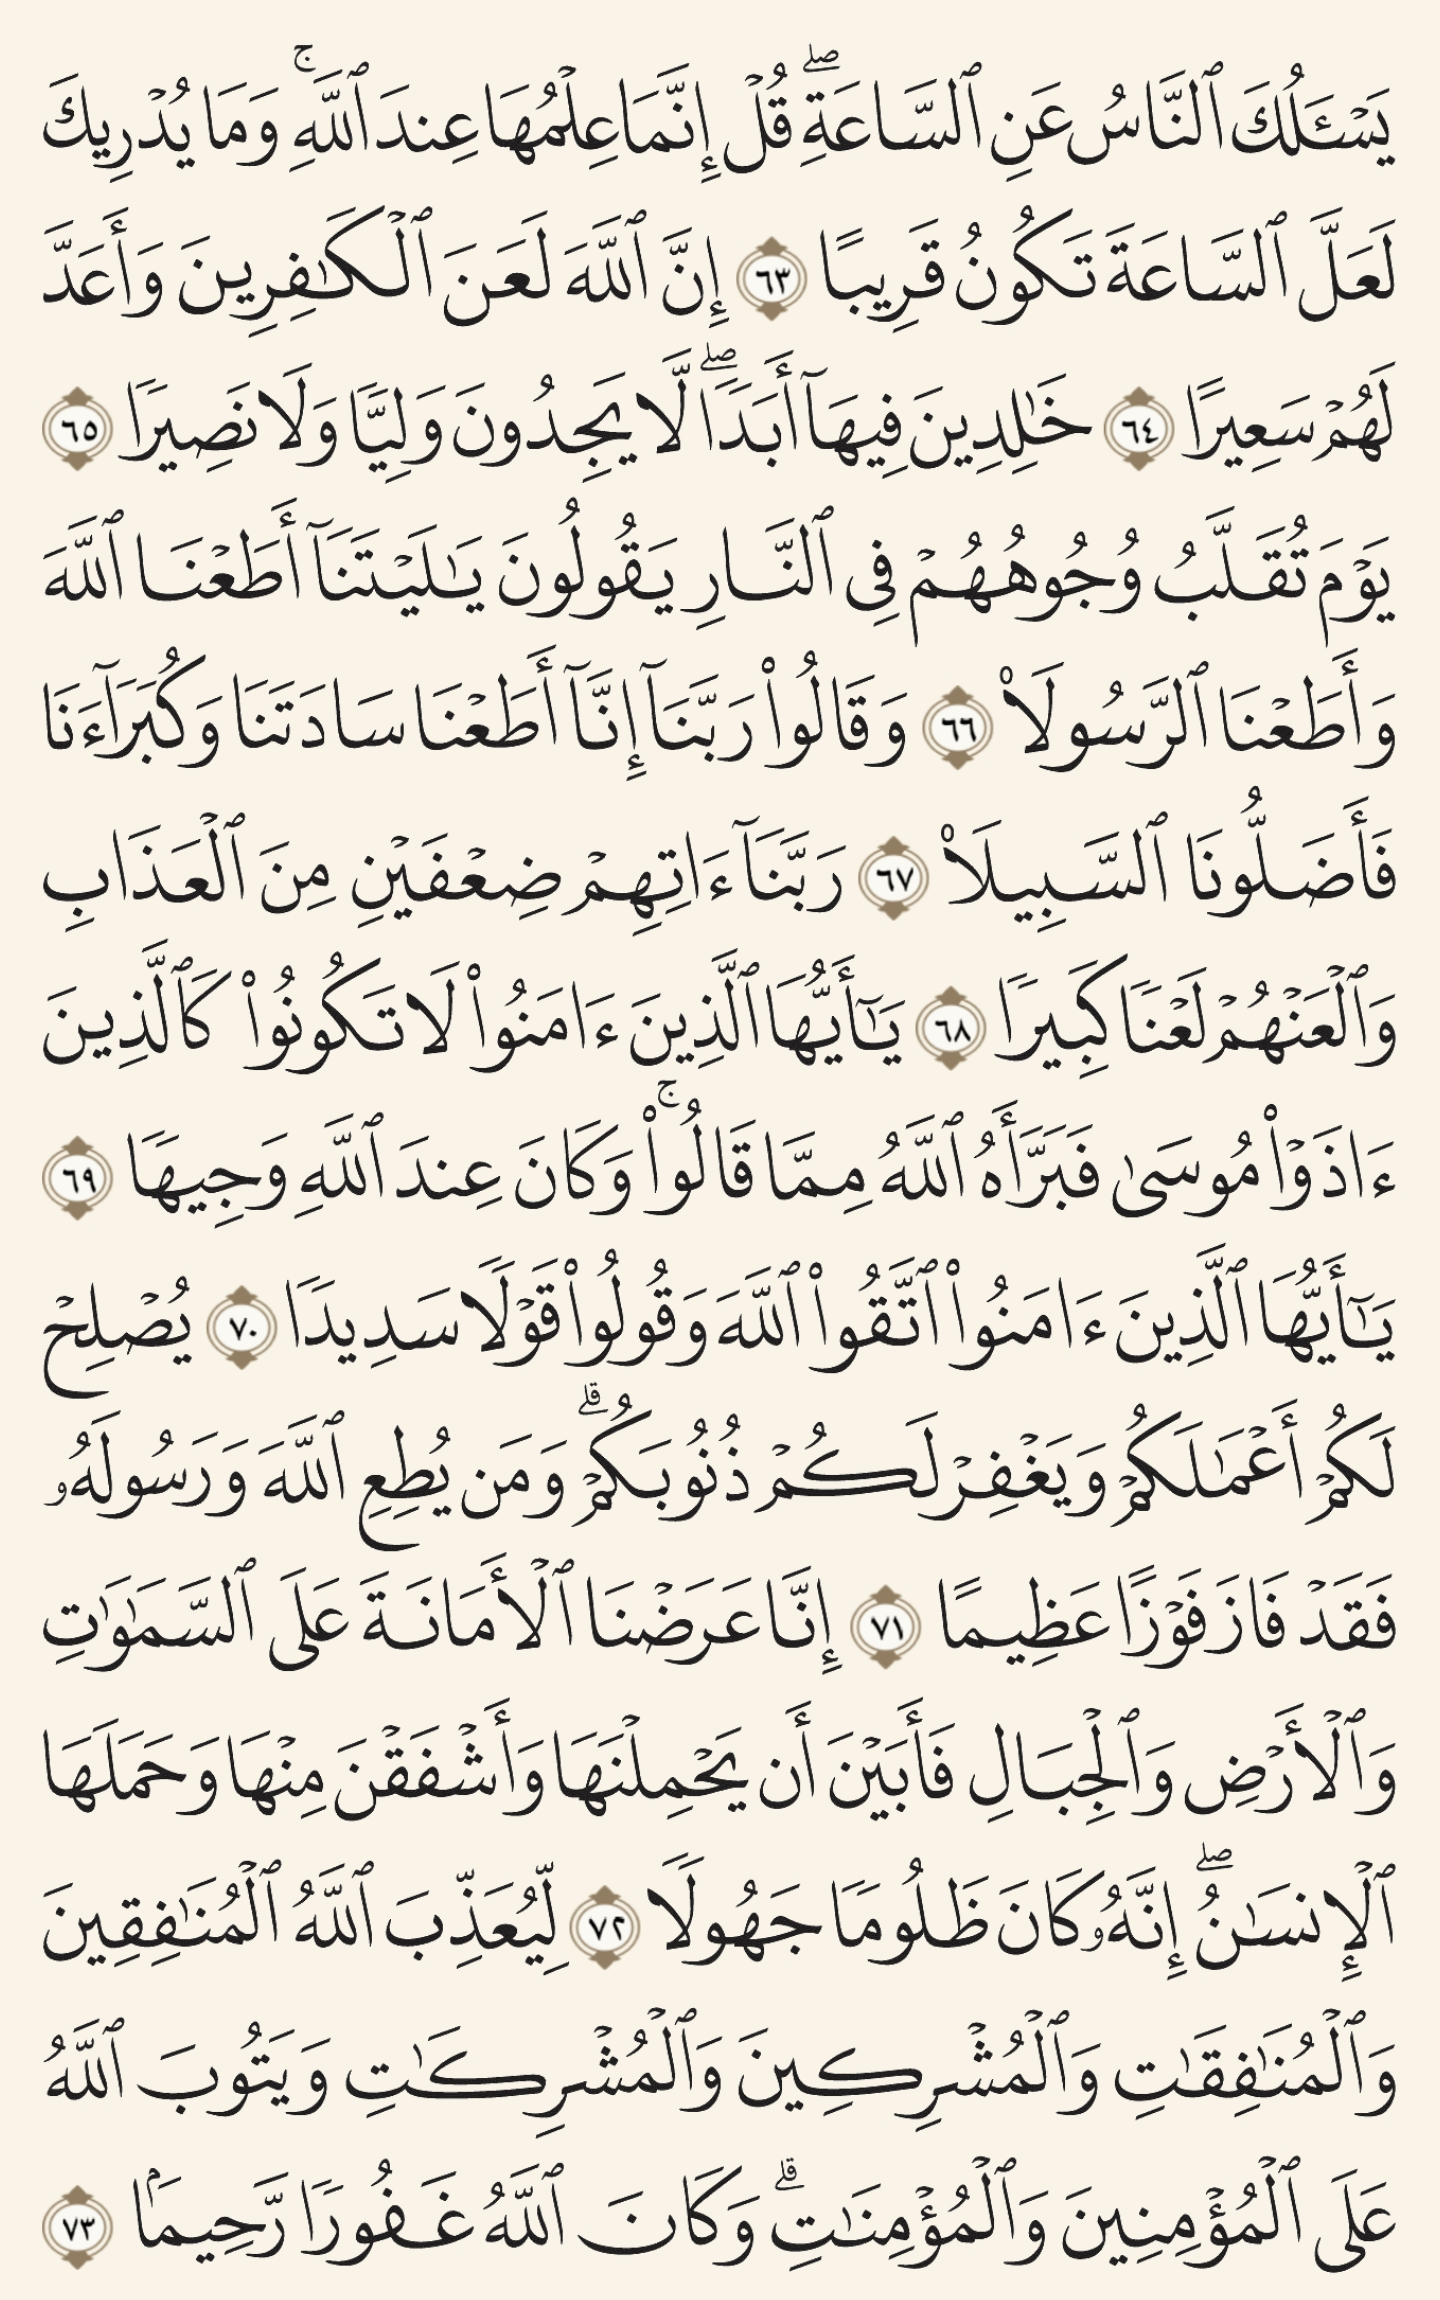 يَسْـَٔلُكَ ٱلنَّاسُ عَنِ ٱلسَّاعَةِ ۖ قُلْ إِنَّمَا عِلْمُهَا عِندَ ٱللَّهِ ۚ وَمَا يُدْرِيكَ
لَعَلَّ ٱلسَّاعَةَ تَكُونُ قَرِيبًا ٦٣ إِنَّ ٱللَّهَ لَعَنَ ٱلْكَـٰفِرِينَ وَأَعَدَّ
لَهُمْ سَعِيرًا ٦٤ خَـٰلِدِينَ فِيهَآ أَبَدًا ۖ لَّا يَجِدُونَ وَلِيًّا وَلَا نَصِيرًا ٦٥
يَوْمَ تُقَلَّبُ وُجُوهُهُمْ فِى ٱلنَّارِ يَقُولُونَ يَـٰلَيْتَنَآ أَطَعْنَا ٱللَّهَ
وَأَطَعْنَا ٱلرَّسُولَا۠ ٦٦ وَقَالُوا۟ رَبَّنَآ إِنَّآ أَطَعْنَا سَادَتَنَا وَكُبَرَآءَنَا
فَأَضَلُّونَا ٱلسَّبِيلَا۠ ٦٧ رَبَّنَآ ءَاتِهِمْ ضِعْفَيْنِ مِنَ ٱلْعَذَابِ
وَٱلْعَنْهُمْ لَعْنًا كَبِيرًا ٦٨ يَـٰٓأَيُّهَا ٱلَّذِينَ ءَامَنُوا۟ لَا تَكُونُوا۟ كَٱلَّذِينَ
ءَاذَوْا۟ مُوسَىٰ فَبَرَّأَهُ ٱللَّهُ مِمَّا قَالُوا۟ ۚ وَكَانَ عِندَ ٱللَّهِ وَجِيهًا ٦٩
يَـٰٓأَيُّهَا ٱلَّذِينَ ءَامَنُوا۟ ٱتَّقُوا۟ ٱللَّهَ وَقُولُوا۟ قَوْلًا سَدِيدًا ٧٠ يُصْلِحْ
لَكُمْ أَعْمَـٰلَكُمْ وَيَغْفِرْ لَكُمْ ذُنُوبَكُمْ ۗ وَمَن يُطِعِ ٱللَّهَ وَرَسُولَهُۥ
فَقَدْ فَازَ فَوْزًا عَظِيمًا ٧١ إِنَّا عَرَضْنَا ٱلْأَمَانَةَ عَلَى ٱلسَّمَـٰوَٰتِ
وَٱلْأَرْضِ وَٱلْجِبَالِ فَأَبَيْنَ أَن يَحْمِلْنَهَا وَأَشْفَقْنَ مِنْهَا وَحَمَلَهَا
ٱلْإِنسَـٰنُ ۖ إِنَّهُۥ كَانَ ظَلُومًا جَهُولًا ٧٢ لِّيُعَذِّبَ ٱللَّهُ ٱلْمُنَـٰفِقِينَ
وَٱلْمُنَـٰفِقَـٰتِ وَٱلْمُشْرِكِينَ وَٱلْمُشْرِكَـٰتِ وَيَتُوبَ ٱللَّهُ
عَلَى ٱلْمُؤْمِنِينَ وَٱلْمُؤْمِنَـٰتِ ۗ وَكَانَ ٱللَّهُ غَفُورًا رَّحِيمًۢا ٧٣